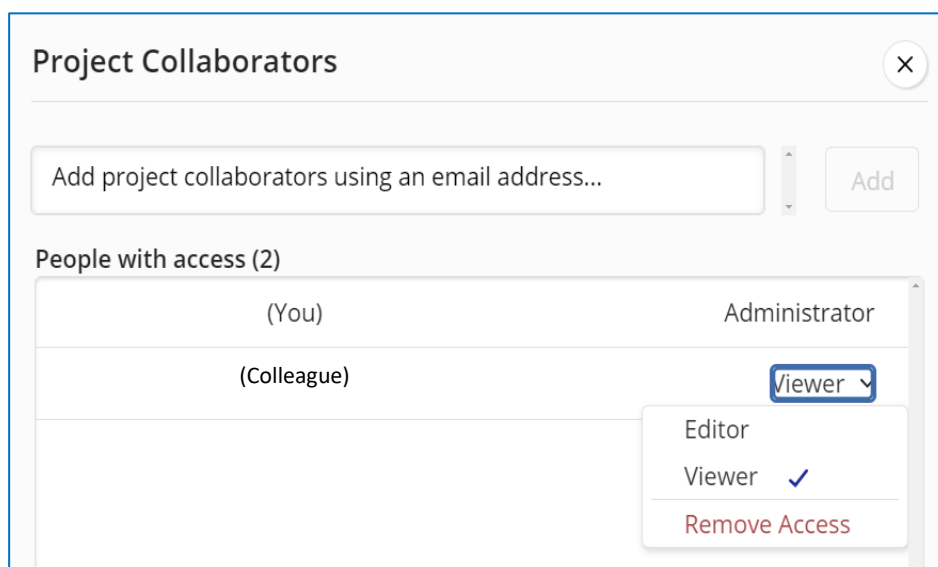 Project Collaborators
Add project collaborators using an email address...
Add
People with access (2)
(You) Administrator
(Colleague) Viewer
Editor
Viewer
Remove Access